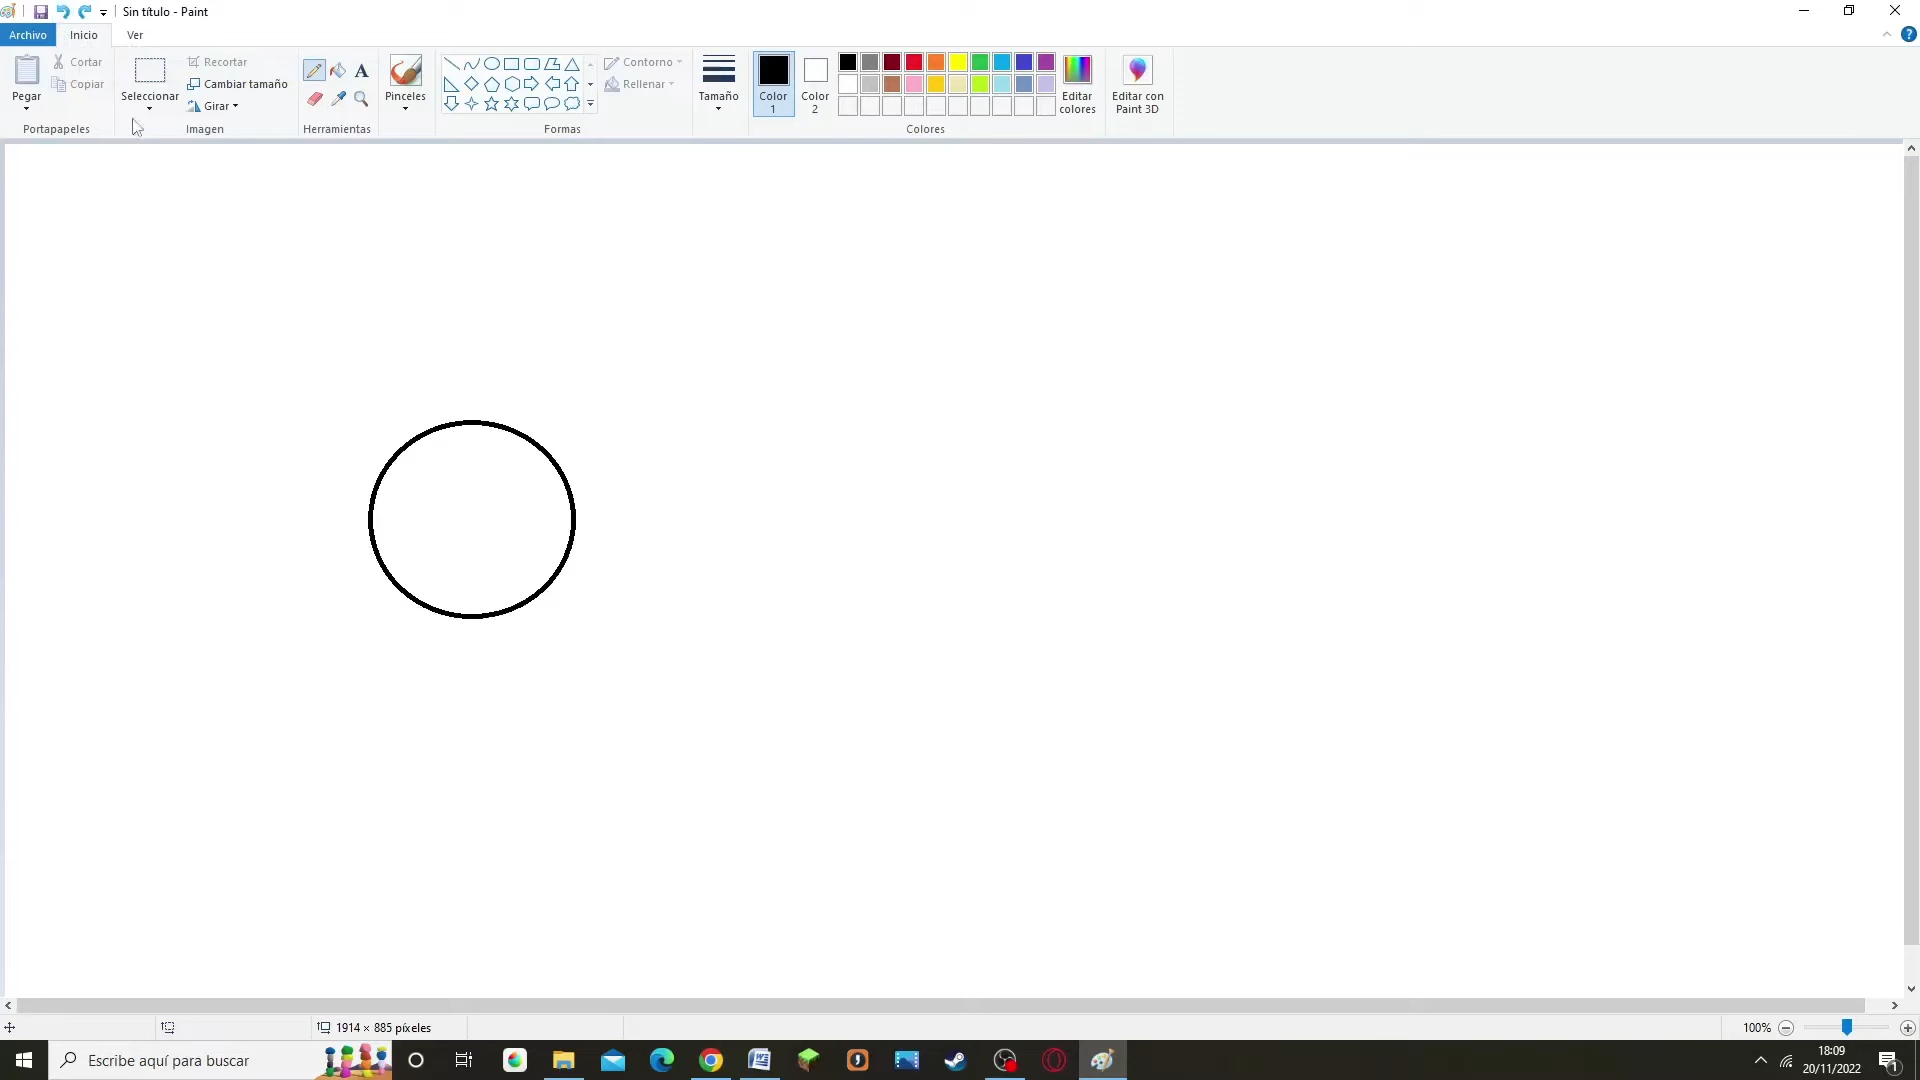 Sin título - Paint
Archivo Inicio Ver
Pegar
Cortar
Copiar
Portapapeles
Seleccionar
Recortar
Cambiar tamaño
Girar
Imagen
A
Herramientas
Pinceles
Formas
Contorno
Rellenar
Tamaño
Color
1
Color
2
Colores
Editar
colores
Editar con
Paint 3D
1914 × 885 píxeles
100%
Escribe aquí para buscar
18:09
20/11/2022
1